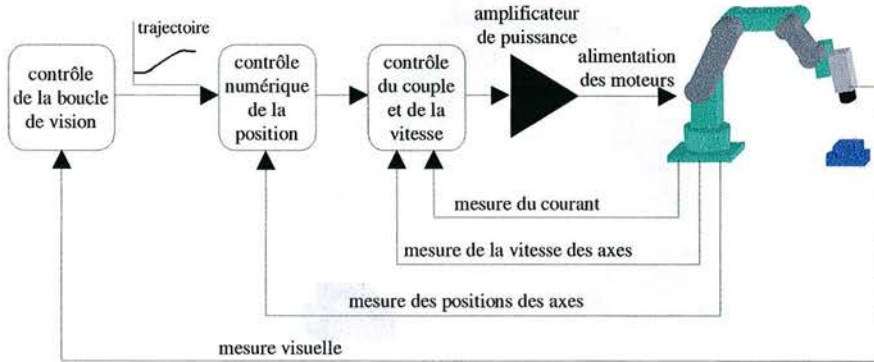 amplificateur
de puissance
trajectoire
alimentation
des moteurs
contrôle
de la boucle
de vision
contrôle
numérique
de la
position
contrôle
du couple
et de la
vitesse
mesure du courant
mesure de la vitesse des axes
mesure des positions des axes
mesure visuelle